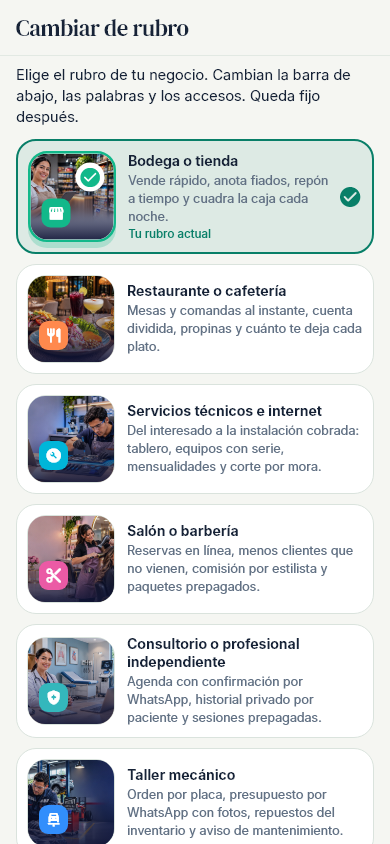 Cambiar de rubro
Elige el rubro de tu negocio. Cambian la barra de
abajo, las palabras y los accesos. Queda fijo
después.
Bodega o tienda
Vende rápido, anota fiados, repón
a tiempo y cuadra la caja cada
noche.
Tu rubro actual
Restaurante o cafetería
Mesas y comandas al instante, cuenta
dividida, propinas y cuánto te deja cada
plato.
Servicios técnicos e internet
Del interesado a la instalación cobrada:
tablero, equipos con serie,
mensualidades y corte por mora.
Salón o barbería
Reservas en línea, menos clientes que
no vienen, comisión por estilista y
paquetes prepagados.
Consultorio o profesional
independiente
Agenda con confirmación por
WhatsApp, historial privado por
paciente y sesiones prepagadas.
Taller mecánico
Orden por placa, presupuesto por
WhatsApp con fotos, repuestos del
inventario y aviso de mantenimiento.